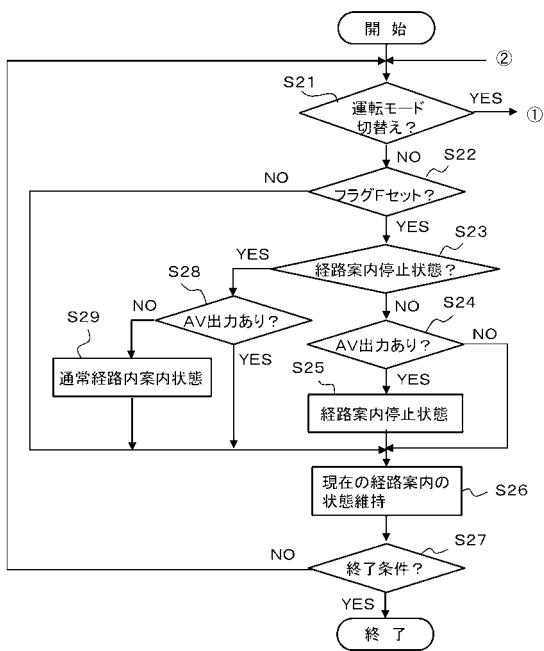 開 始
②
S21
運転モード
切替え？
YES
①
NO
S22
NO
フラグFセット？
YES
S23
YES
経路案内停止状態？
S28
NO
S24
NO
AV出力あり？
AV出力あり？
NO
S29
YES
S25
YES
通常経路内案内状態
経路案内停止状態
現在の経路案内の
状態維持
S26
S27
NO
終了条件？
YES
終 了